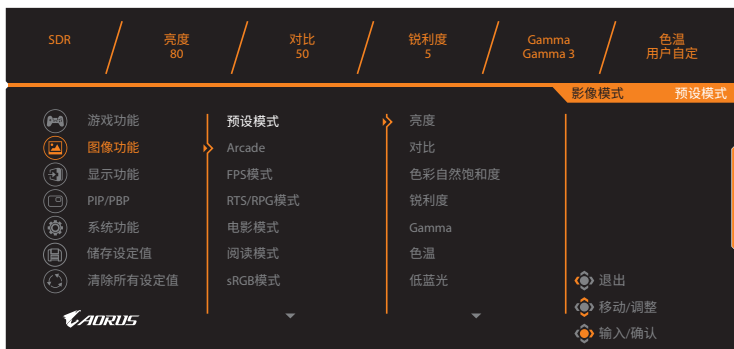 SDR
亮度
80
对比
50
锐利度
5
Gamma
Gamma 3
色温
用户自定
影像模式 预设模式
游戏功能
图像功能
显示功能
PIP/PBP
系统功能
储存设定值
清除所有设定值
预设模式
Arcade
FPS模式
RTS/RPG模式
电影模式
阅读模式
sRGB模式
亮度
对比
色彩自然饱和度
锐利度
Gamma
色温
低蓝光
退出
移动/调整
输入/确认
AORUS